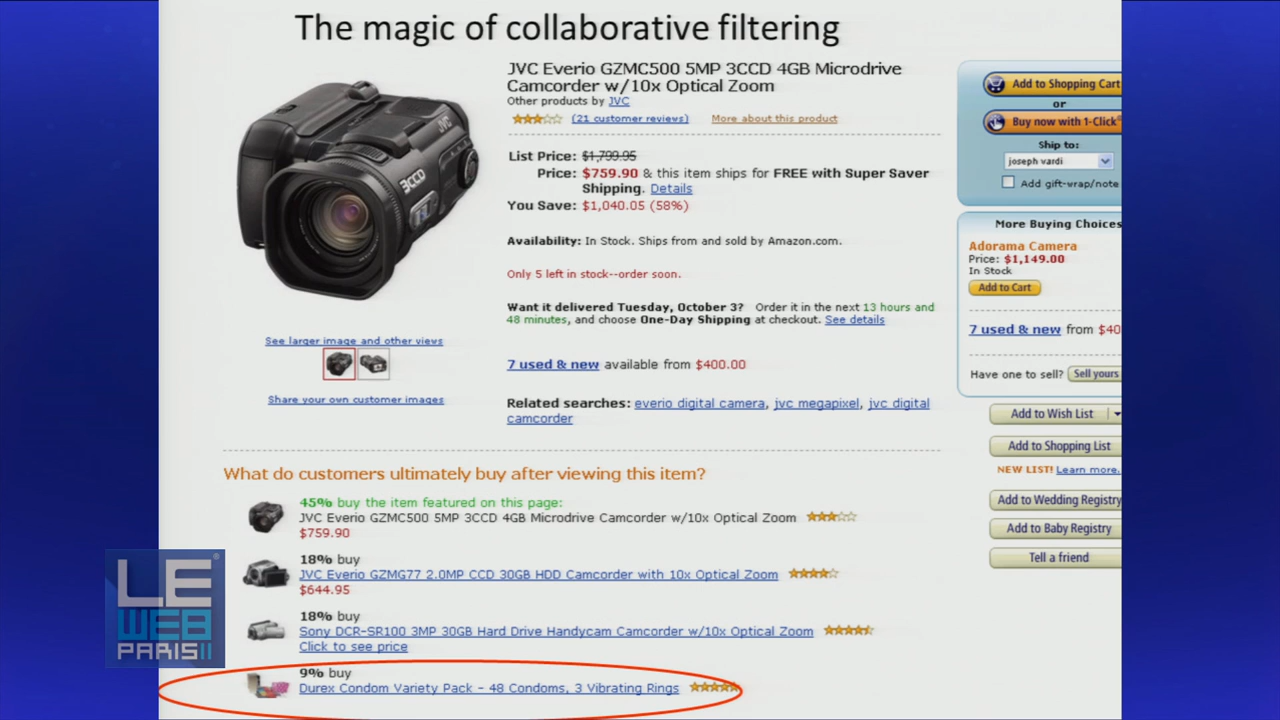 The magic of collaborative filtering
JVC Everio GZMC500 5MP 3CCD 4GB Microdrive
Camcorder w/10x Optical Zoom
Other products by JVC
(21 customer reviews) More about this product
List Price: $1,799.95
Price: $759.90 & this item ships for FREE with Super Saver
Shipping. Details
You Save: $1,040.05 (58%)
Availability: In Stock. Ships from and sold by Amazon.com.
Only 5 left in stock--order soon.
Want it delivered Tuesday, October 3? Order it in the next 13 hours and
48 minutes, and choose One-Day Shipping at checkout. See details
7 used & new available from $400.00
Related searches: everio digital camera, jvc megapixel, jvc digital
camcorder
JVC
3CCD
See larger image and other views
Share your own customer images
Add to Shopping Cart
or
Buy now with 1-Click®
Ship to:
joseph vardi
Add gift-wrap/note
More Buying Choices
Adorama Camera
Price: $1,149.00
In Stock
Add to Cart
7 used & new from $40
Have one to sell? Sell yours
Add to Wish List
Add to Shopping List
NEW LIST! Learn more.
Add to Wedding Registry
Add to Baby Registry
Tell a friend
What do customers ultimately buy after viewing this item?
45% buy the item featured on this page:
JVC Everio GZMC500 5MP 3CCD 4GB Microdrive Camcorder w/10x Optical Zoom
$759.90
18% buy
JVC Everio GZMG77 2.0MP CCD 30GB HDD Camcorder with 10x Optical Zoom
$644.95
18% buy
Sony DCR-SR100 3MP 30GB Hard Drive Handycam Camcorder w/10x Optical Zoom
Click to see price
9% buy
Durex Condom Variety Pack - 48 Condoms, 3 Vibrating Rings
LE
WEB
PARIS11